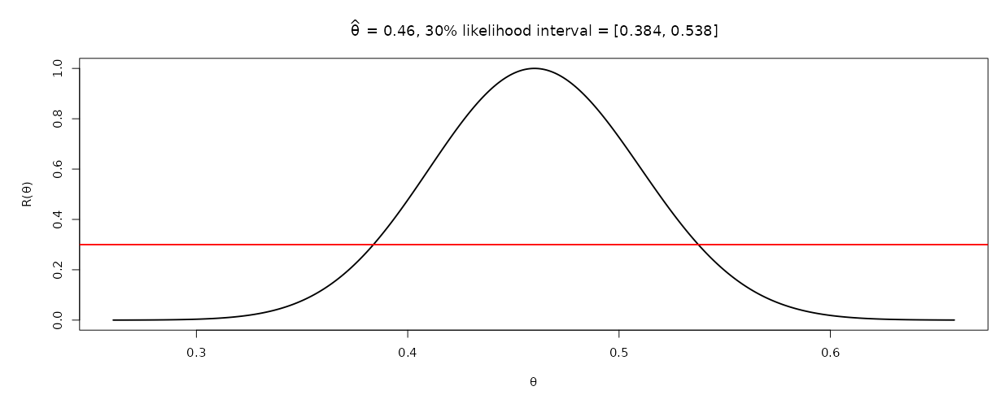 θ̂ = 0.46, 30% likelihood interval = [0.384, 0.538]
1.0
0.8
0.6
0.4
0.2
0.0
R(θ)
0.3 0.4 0.5 0.6
θ